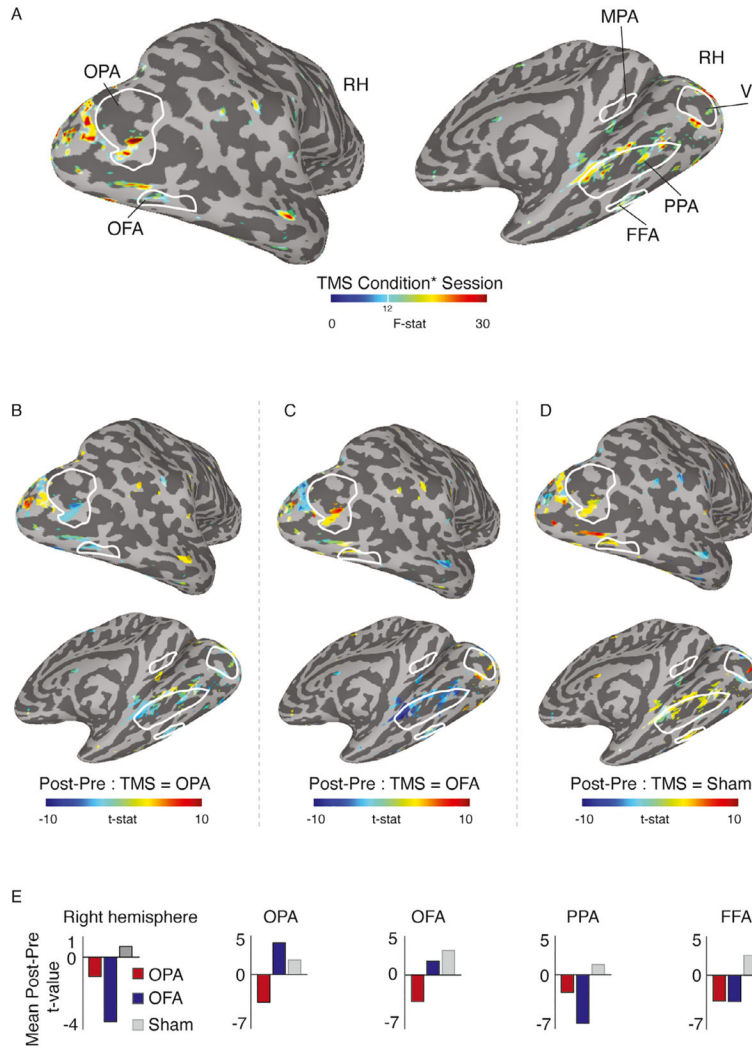 A
MPA
OPA
RH
RH
V
OFA
PPA
FFA
TMS Condition* Session
12
0 F-stat 30
B
C
D
Post-Pre : TMS = OPA
-10 t-stat 10
Post-Pre : TMS = OFA
-10 t-stat 10
Post-Pre : TMS = Sham
-10 t-stat 10
E
Right hemisphere
Mean Post-Pre
t-value
1
0
-4
OPA
OFA
Sham
OPA
5
0
-7
OFA
5
0
-7
PPA
5
0
-7
FFA
5
0
-7